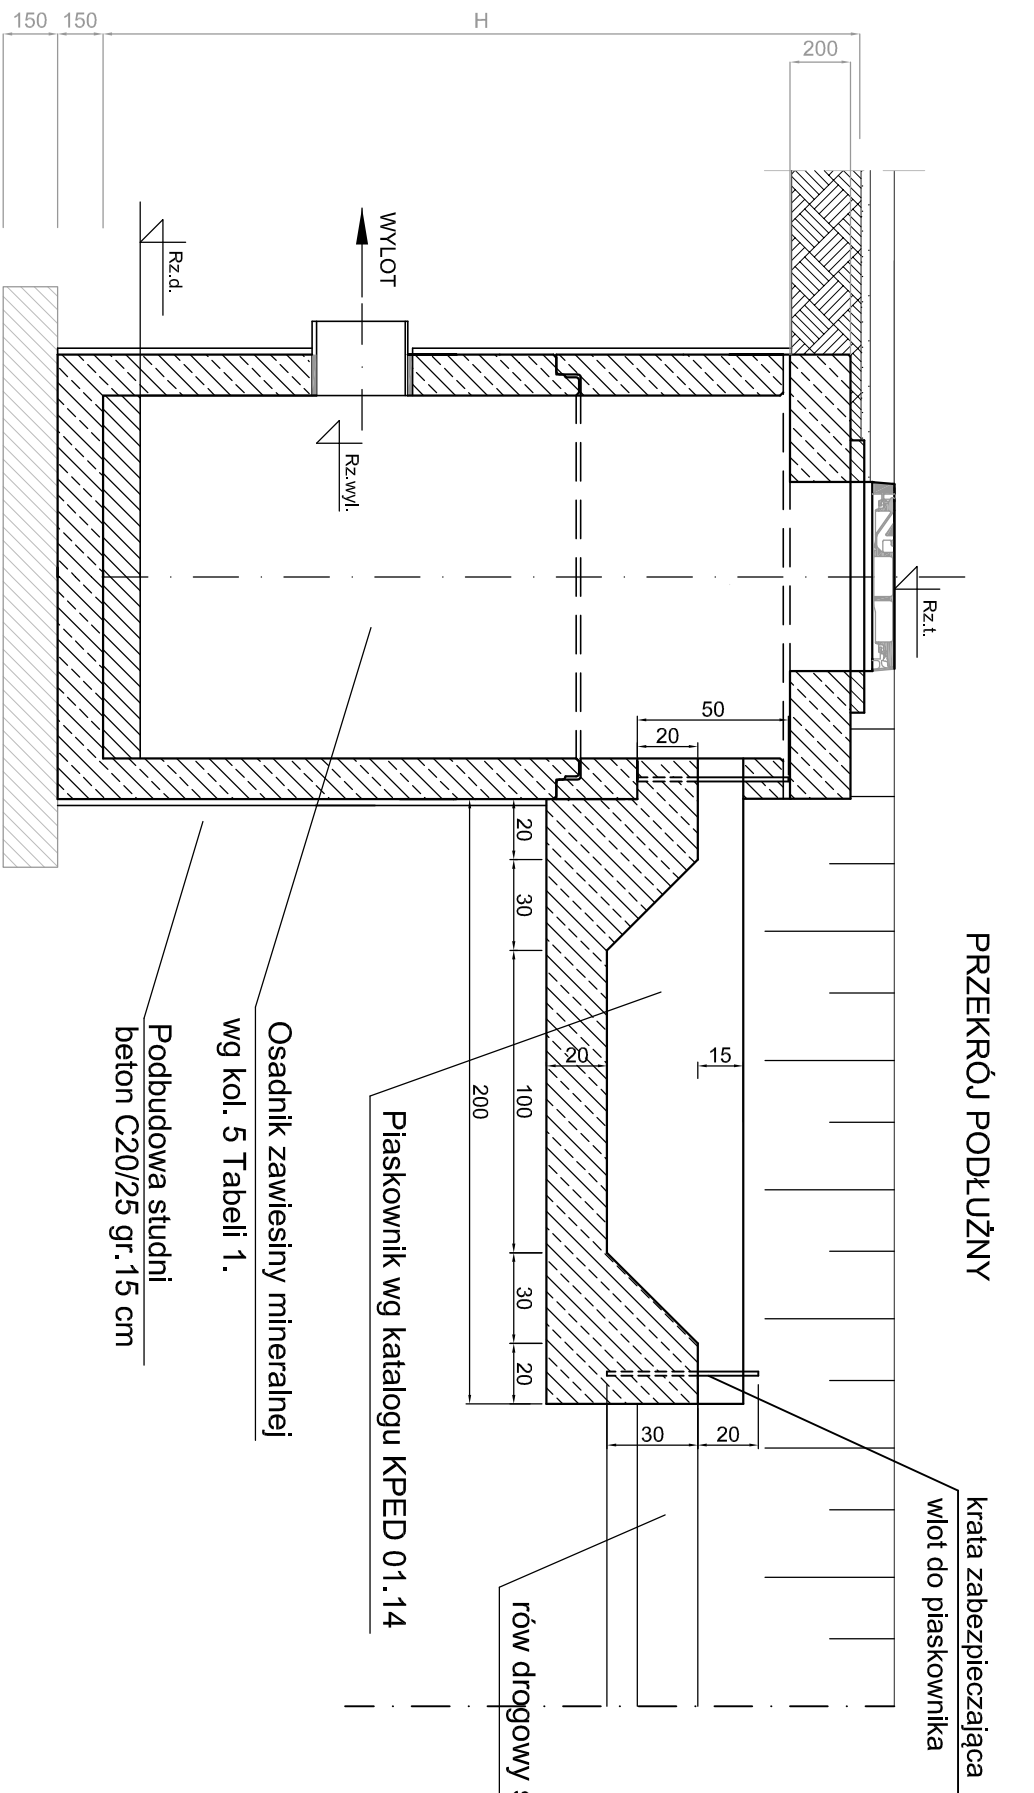 PRZEKRÓJ PODŁUŻNY
krata zabezpieczająca
wlot do piaskownika
Rz.t.
H
150
150
200
WYLOT
Rz.d.
Rz.wyl.
50
20
20
30
100
30
20
200
20
15
30
20
rów drogowy
Piaskownik wg katalogu KPED 01.14
Osadnik zawiesiny mineralnej
wg kol. 5 Tabeli 1.
Podbudowa studni
beton C20/25 gr.15 cm